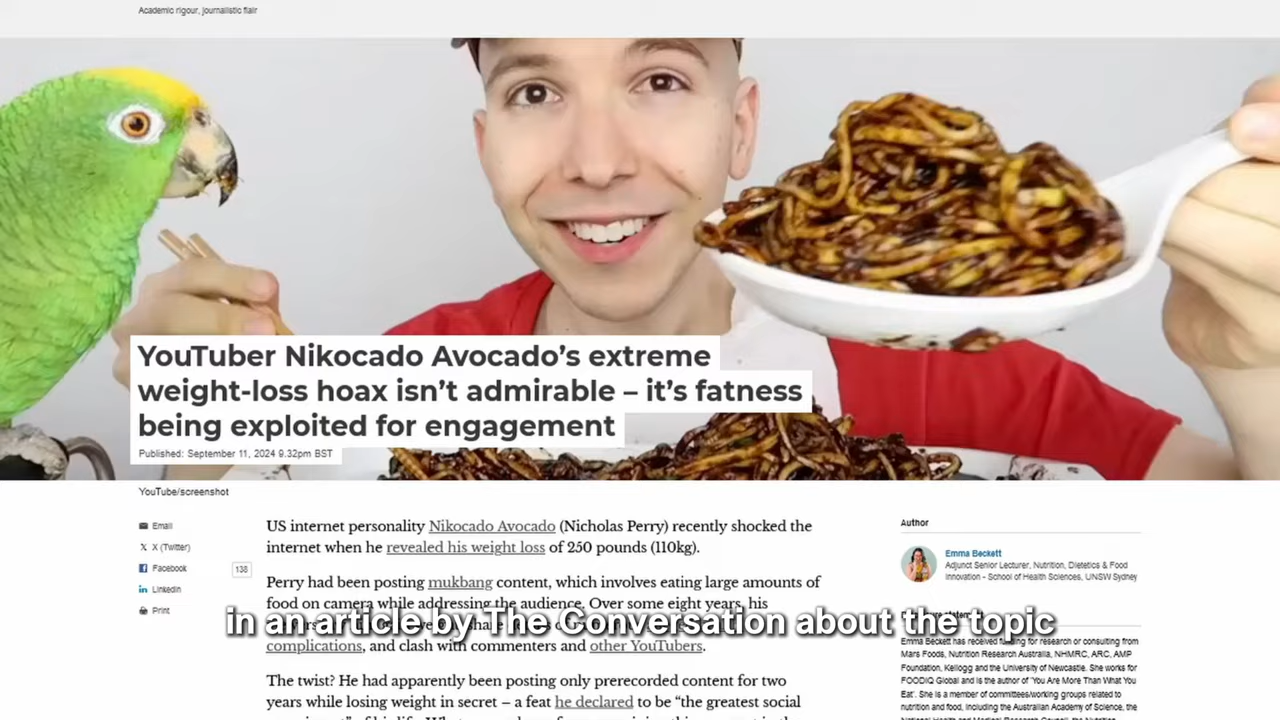 Academic rigour, journalistic flair
YouTuber Nikocado Avocado's extreme
weight-loss hoax isn't admirable – it's fatness
being exploited for engagement
Published: September 11, 2024 9.32pm BST
YouTube/screenshot
Email
X (Twitter)
Facebook
138
LinkedIn
Print
US internet personality Nikocado Avocado (Nicholas Perry) recently shocked the
internet when he revealed his weight loss of 250 pounds (110kg).
Perry had been posting mukbang content, which involves eating large amounts of
food on camera while addressing the audience. Over some eight years, his
complications, and clash with commenters and other YouTubers.
The twist? He had apparently been posting only prerecorded content for two
years while losing weight in secret – a feat he declared to be “the greatest social
Author
Emma Beckett
Adjunct Senior Lecturer, Nutrition, Dietetics & Food
Innovation - School of Health Sciences, UNSW Sydney
Emma Beckett has received funding for research or consulting from
Mars Foods, Nutrition Research Australia, NHMRC, ARC, AMP
Foundation, Kellogg and the University of Newcastle. She works for
FOODiQ Global and is the author of 'You Are More Than What You
Eat'. She is a member of committees/working groups related to
nutrition and food, including the Australian Academy of Science, the
in an article by The Conversation about the topic